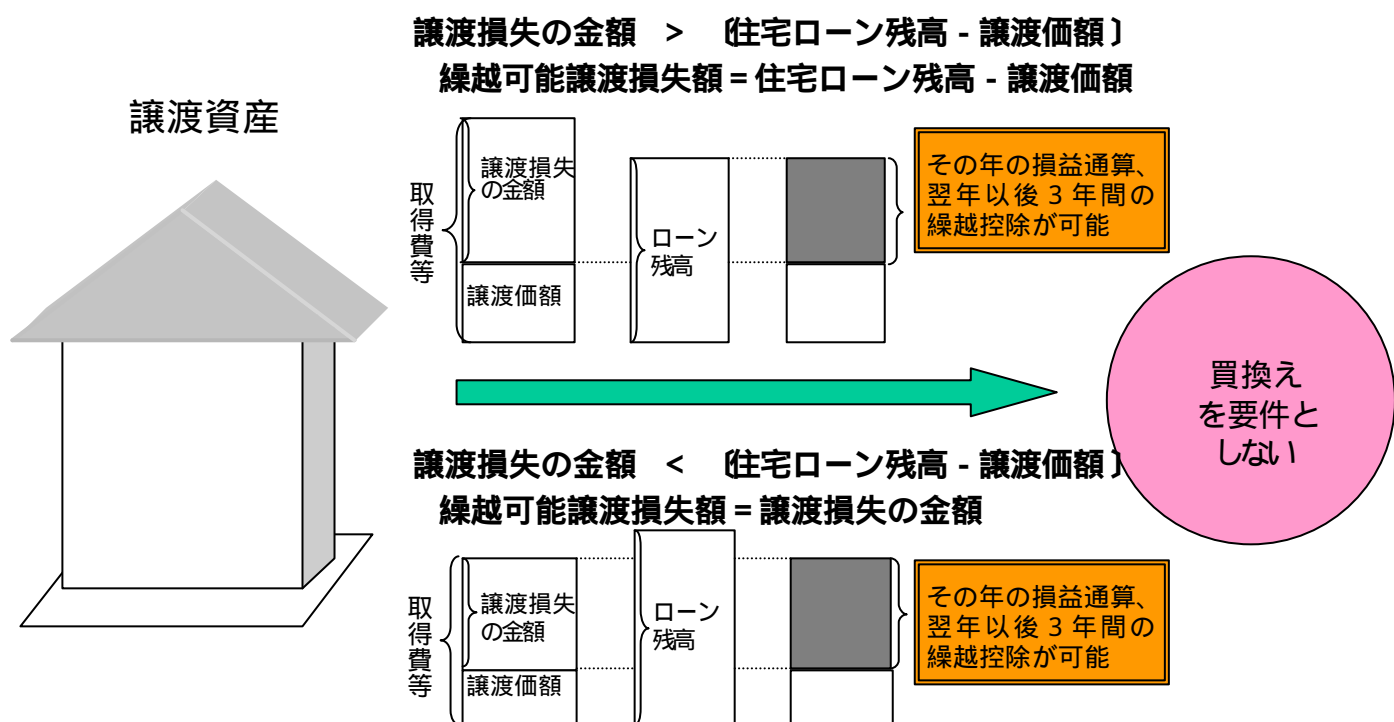 譲渡損失の金額 > 〔住宅ローン残高 - 譲渡価額〕
繰越可能譲渡損失額 = 住宅ローン残高 - 譲渡価額
譲渡資産
取得費等
譲渡損失
の金額
譲渡価額
ローン
残高
その年の損益通算、
翌年以後3年間の
繰越控除が可能
買換え
を要件と
しない
譲渡損失の金額 < 〔住宅ローン残高 - 譲渡価額〕
繰越可能譲渡損失額 = 譲渡損失の金額
取得費等
譲渡損失
の金額
譲渡価額
ローン
残高
その年の損益通算、
翌年以後3年間の
繰越控除が可能